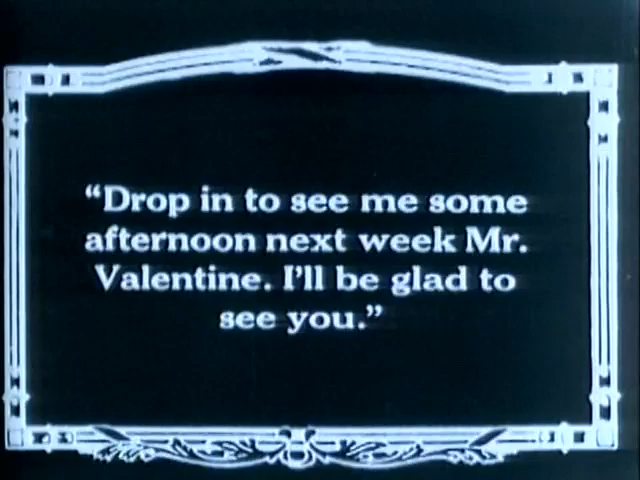 “Drop in to see me some
afternoon next week Mr.
Valentine. I’ll be glad to
see you.”